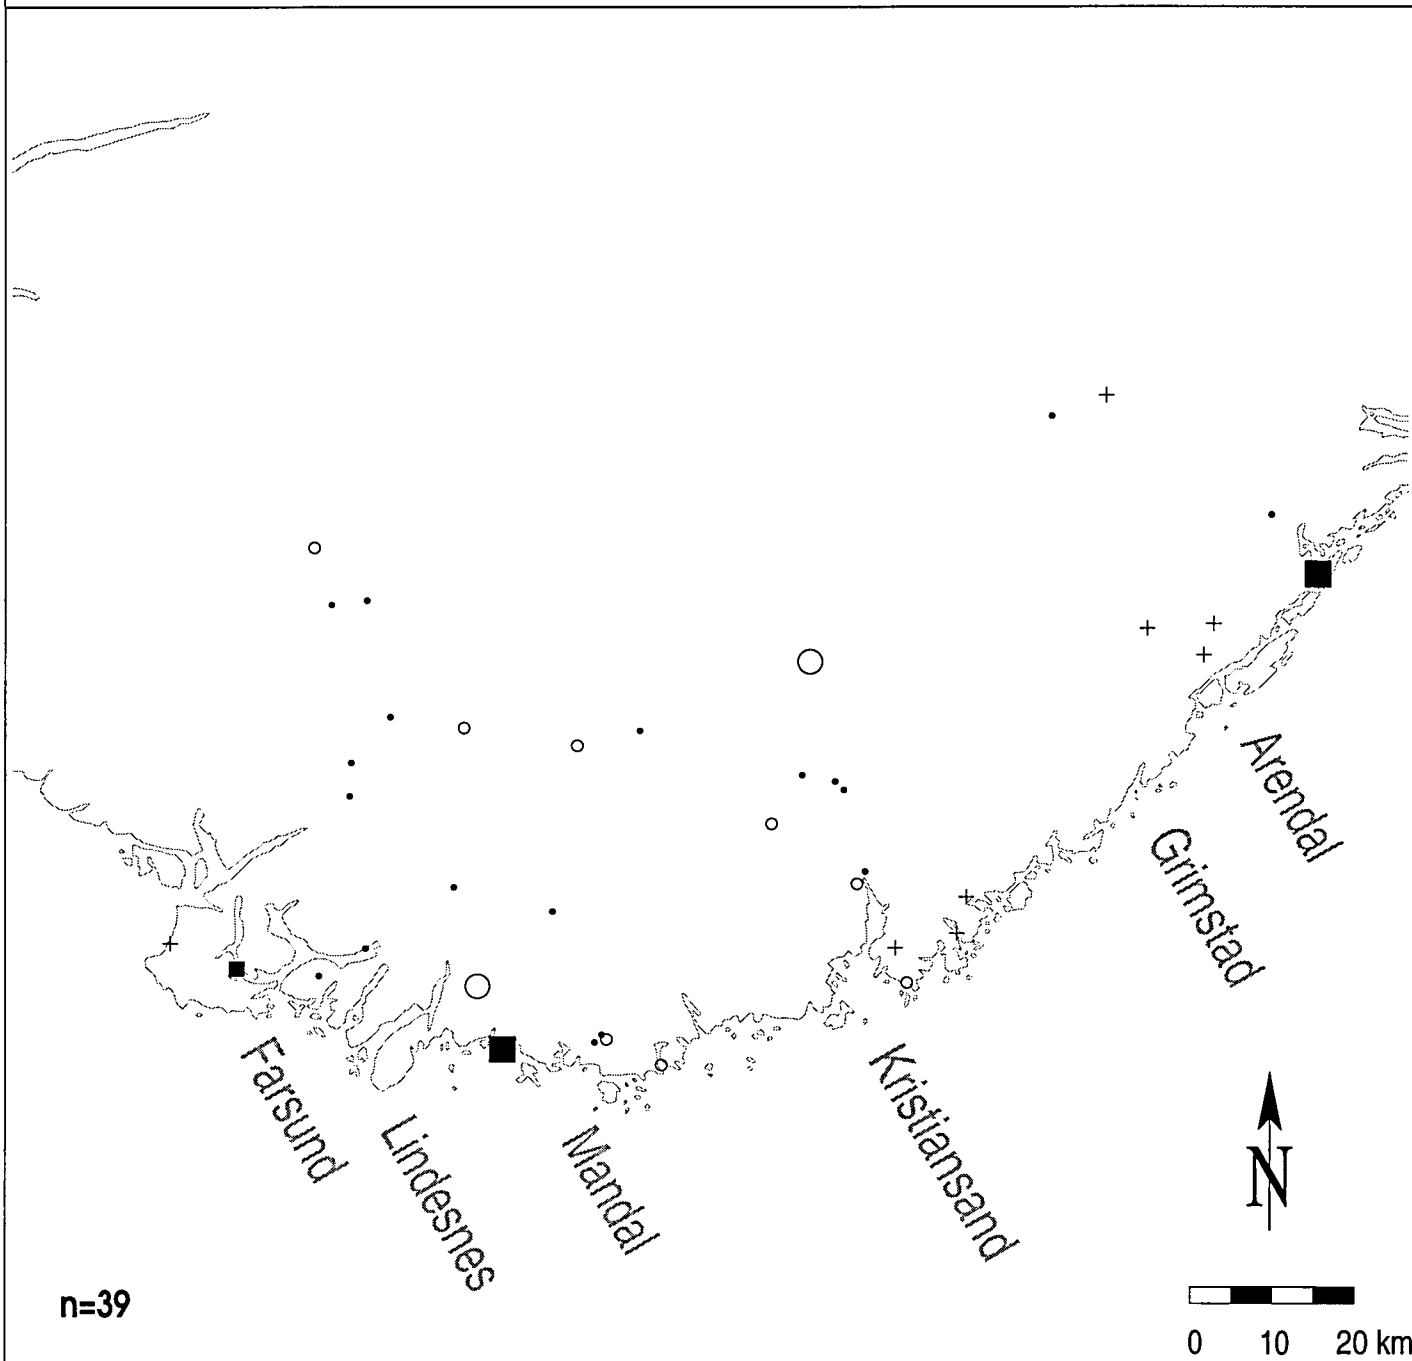 Arendal
Grimstad
Farsund
Lindesnes
Mandal
Kristiansand
N
n=39
0 10 20 km